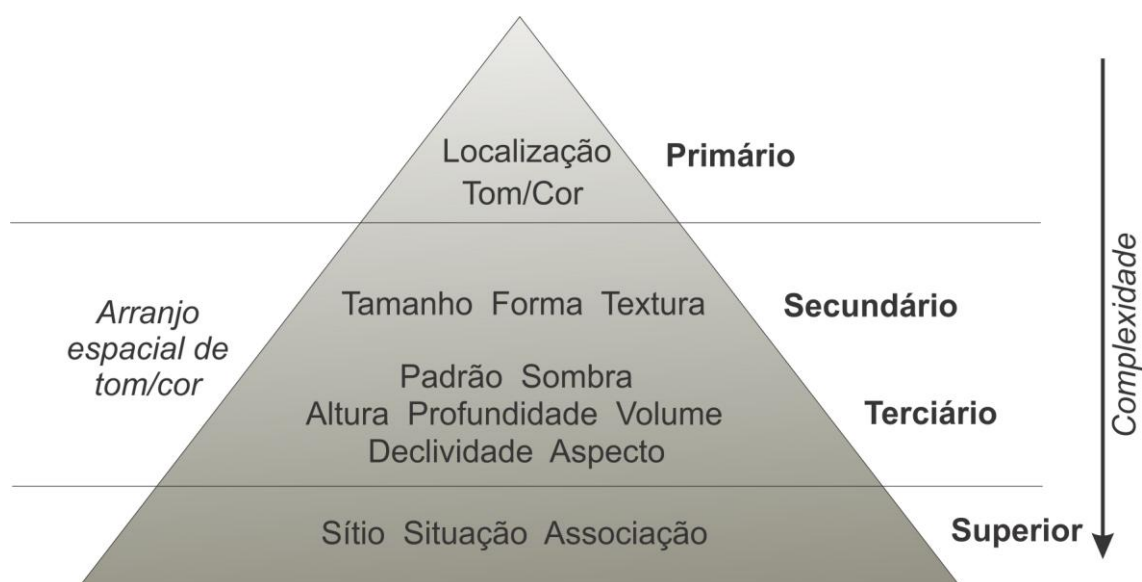 Localização
Tom/Cor
Primário
Arranjo
espacial de
tom/cor
Tamanho Forma Textura
Secundário
Padrão Sombra
Altura Profundidade Volume
Declividade Aspecto
Terciário
Sítio Situação Associação
Superior
Complexidade